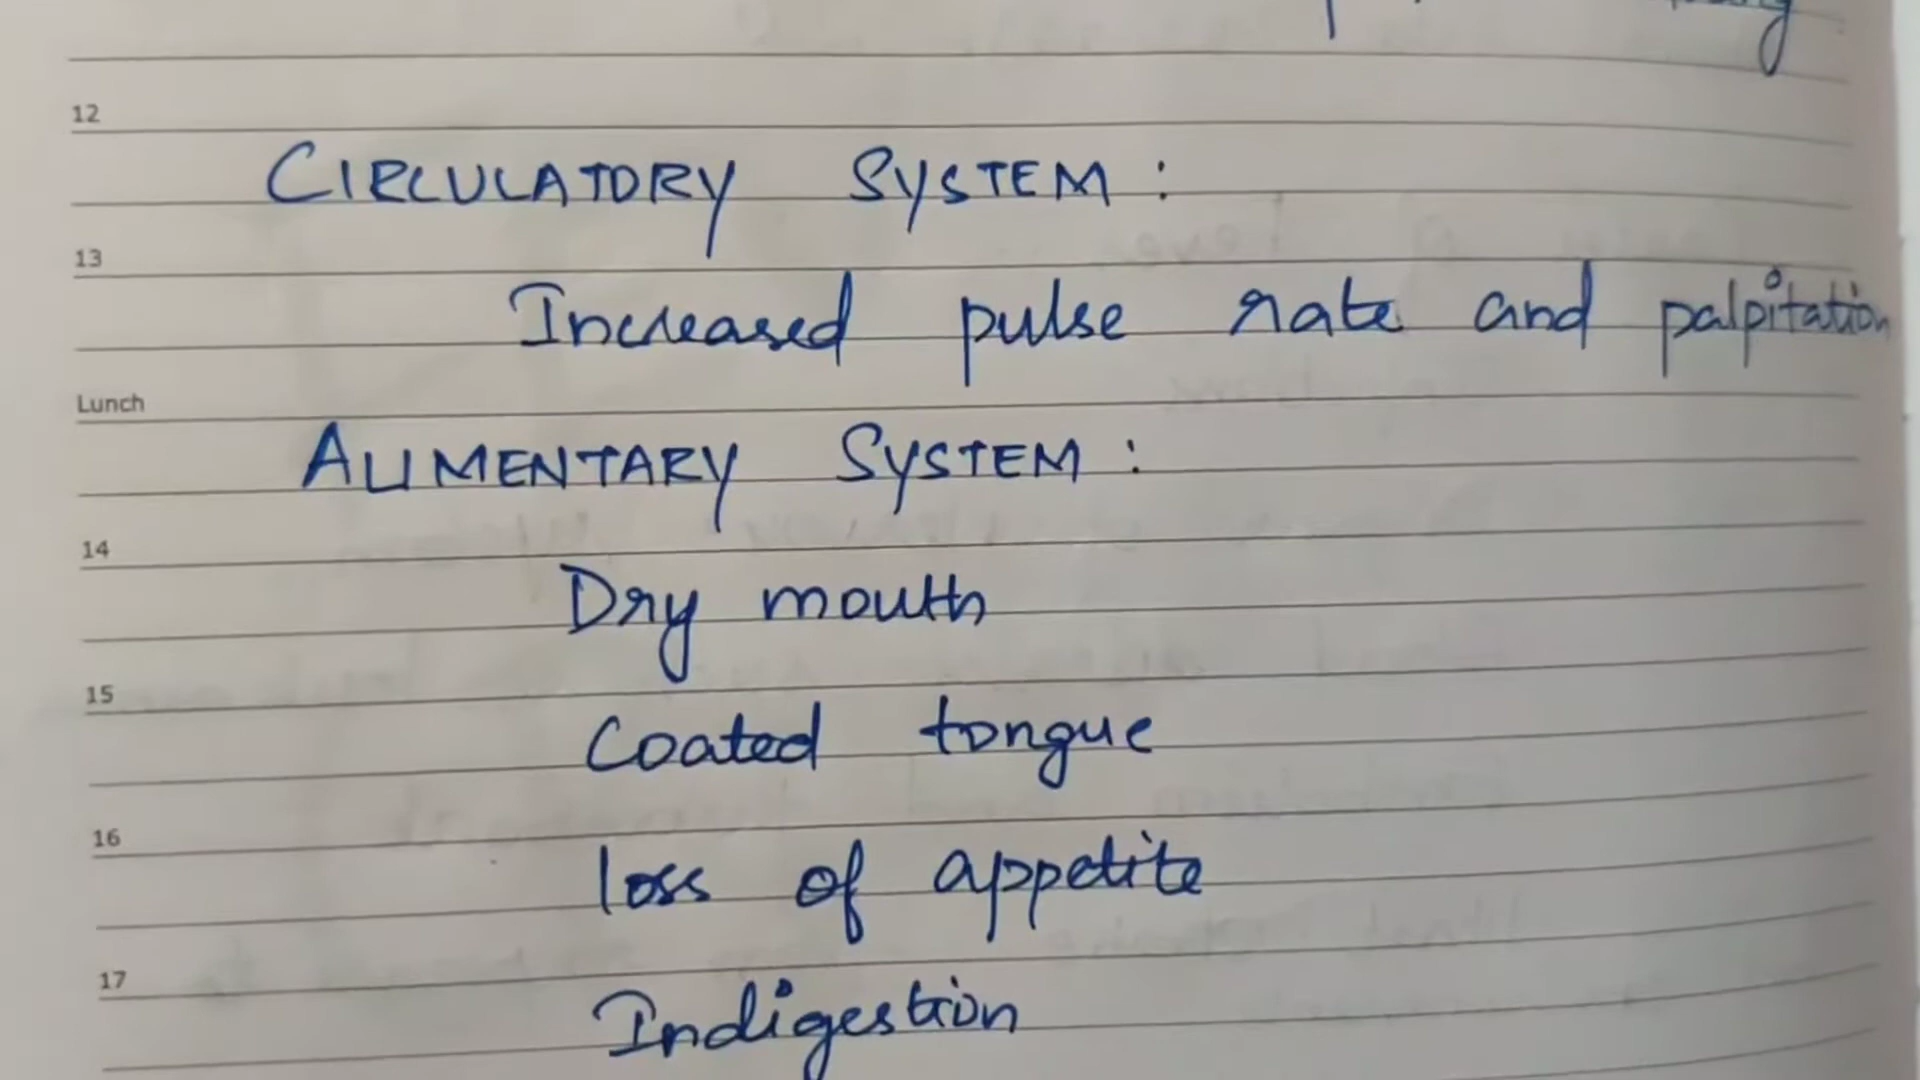 12
CIRCULATORY SYSTEM :
13
Increased pulse rate and palpitation
Lunch
ALIMENTARY SYSTEM :
14
Dry mouth
15
Coated tongue
16
loss of appetite
17
Indigestion